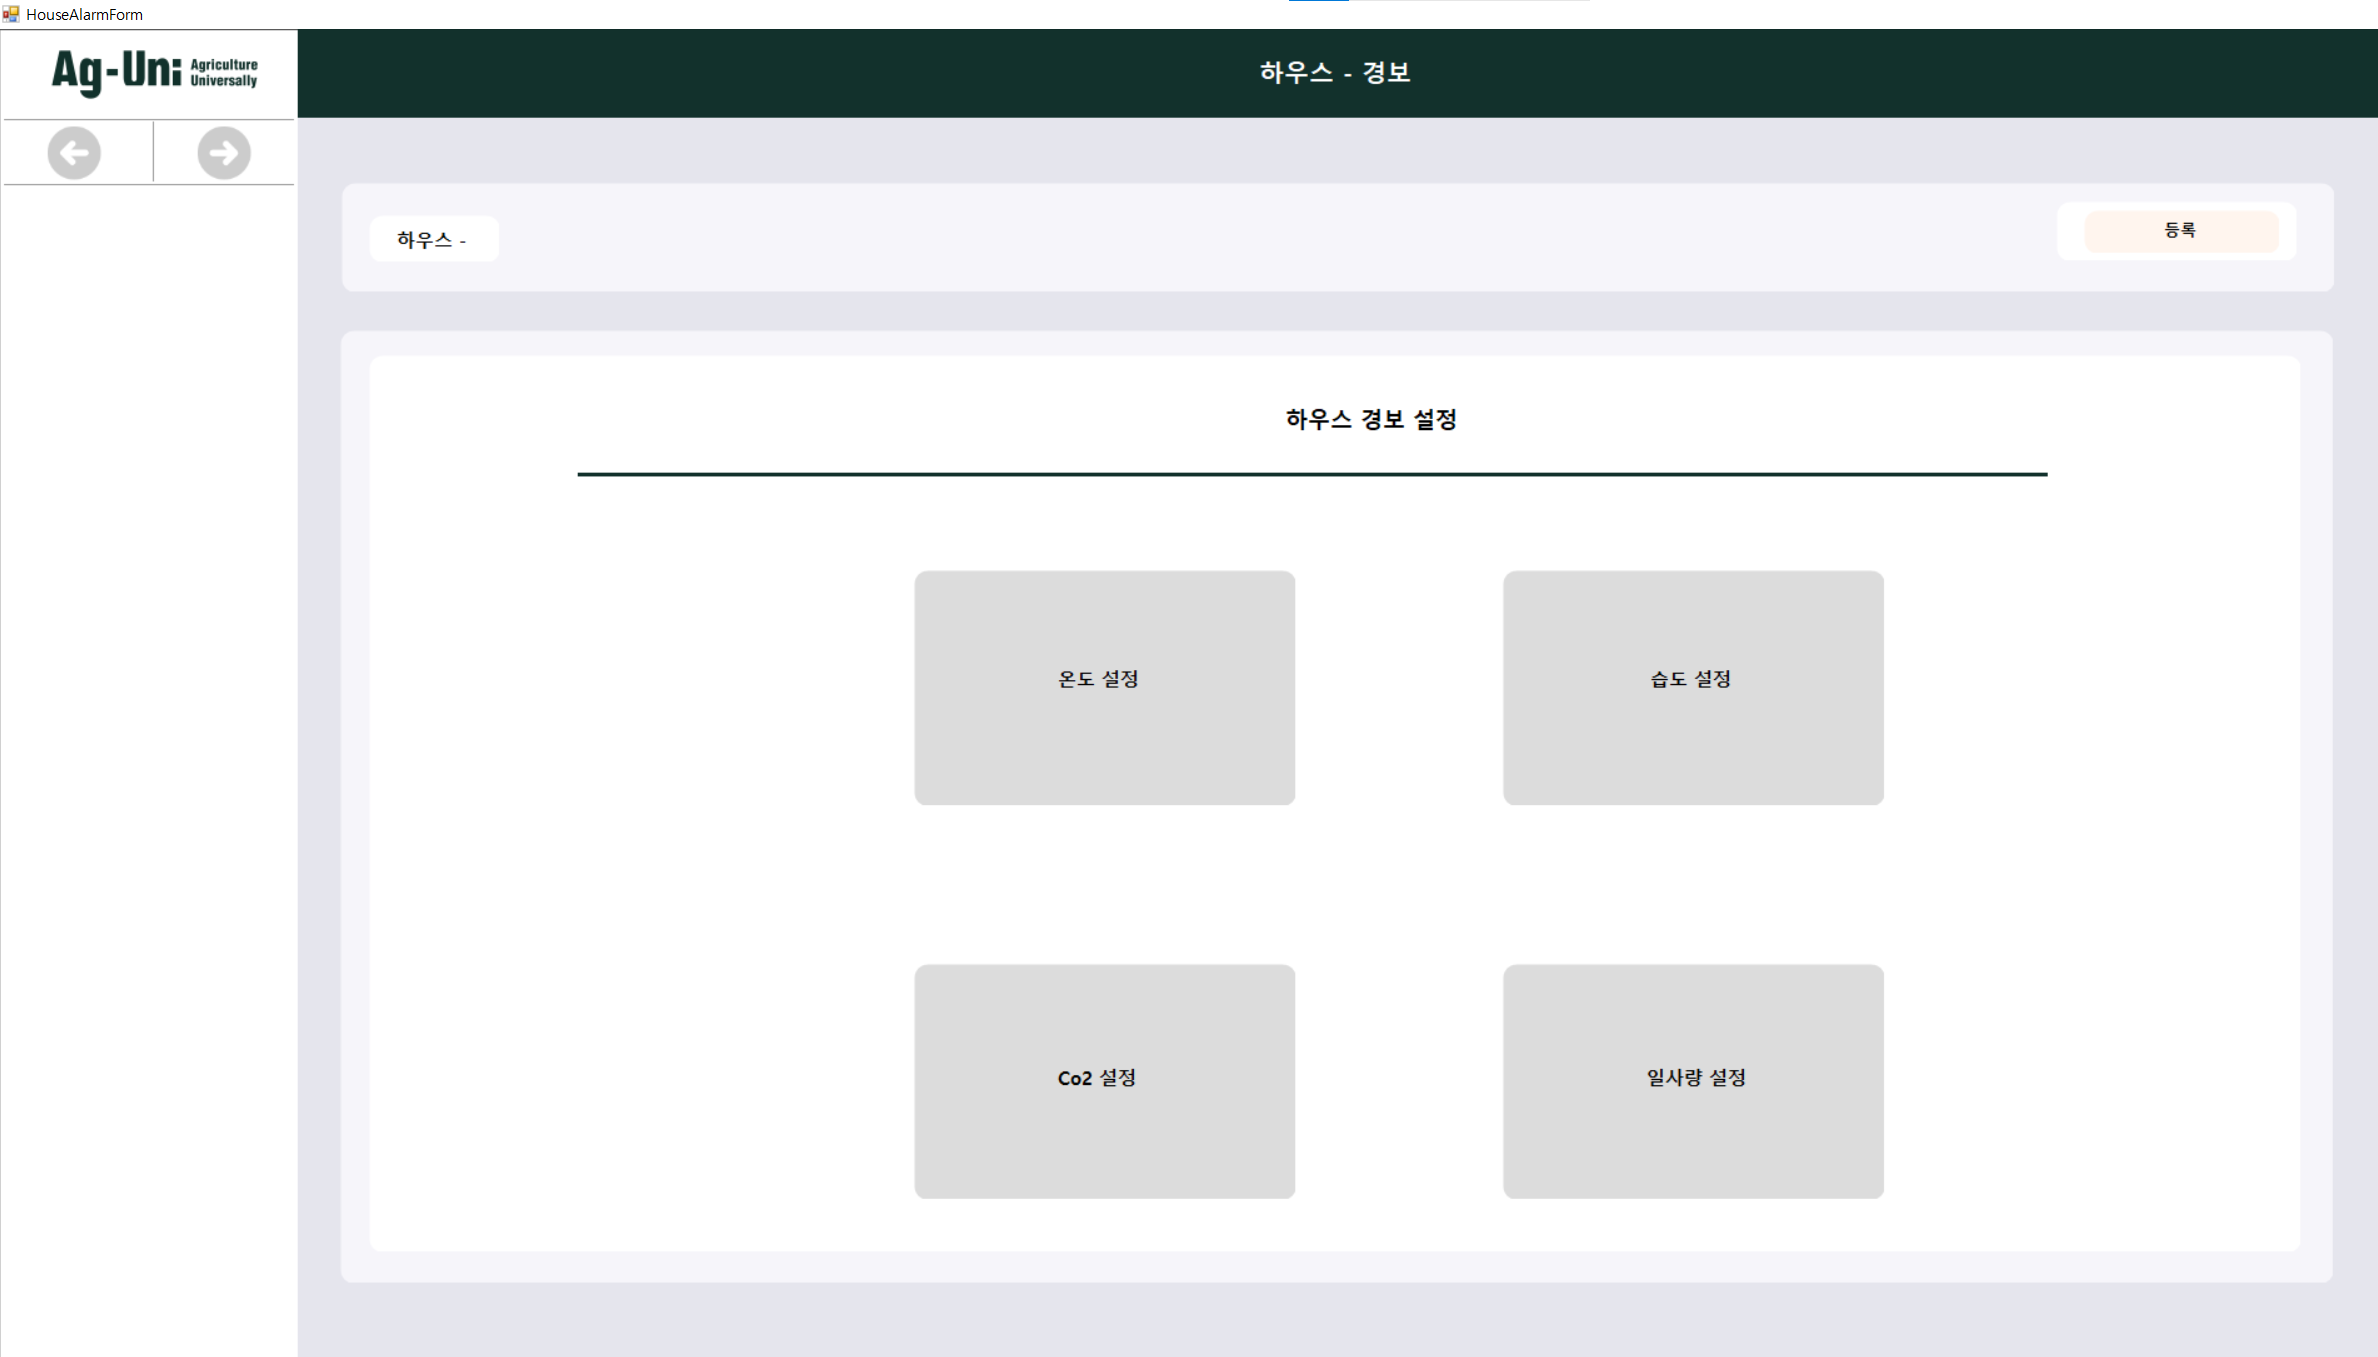 HouseAlarmForm
Ag-Uni Agriculture
Universally
하우스 - 경보
하우스 -
등록
하우스 경보 설정
온도 설정
습도 설정
Co2 설정
일사량 설정